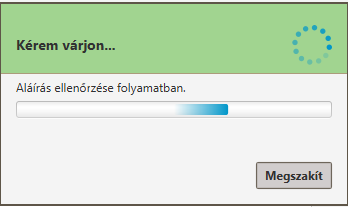 Kérem várjon...
Aláírás ellenőrzése folyamatban.
Megszakít